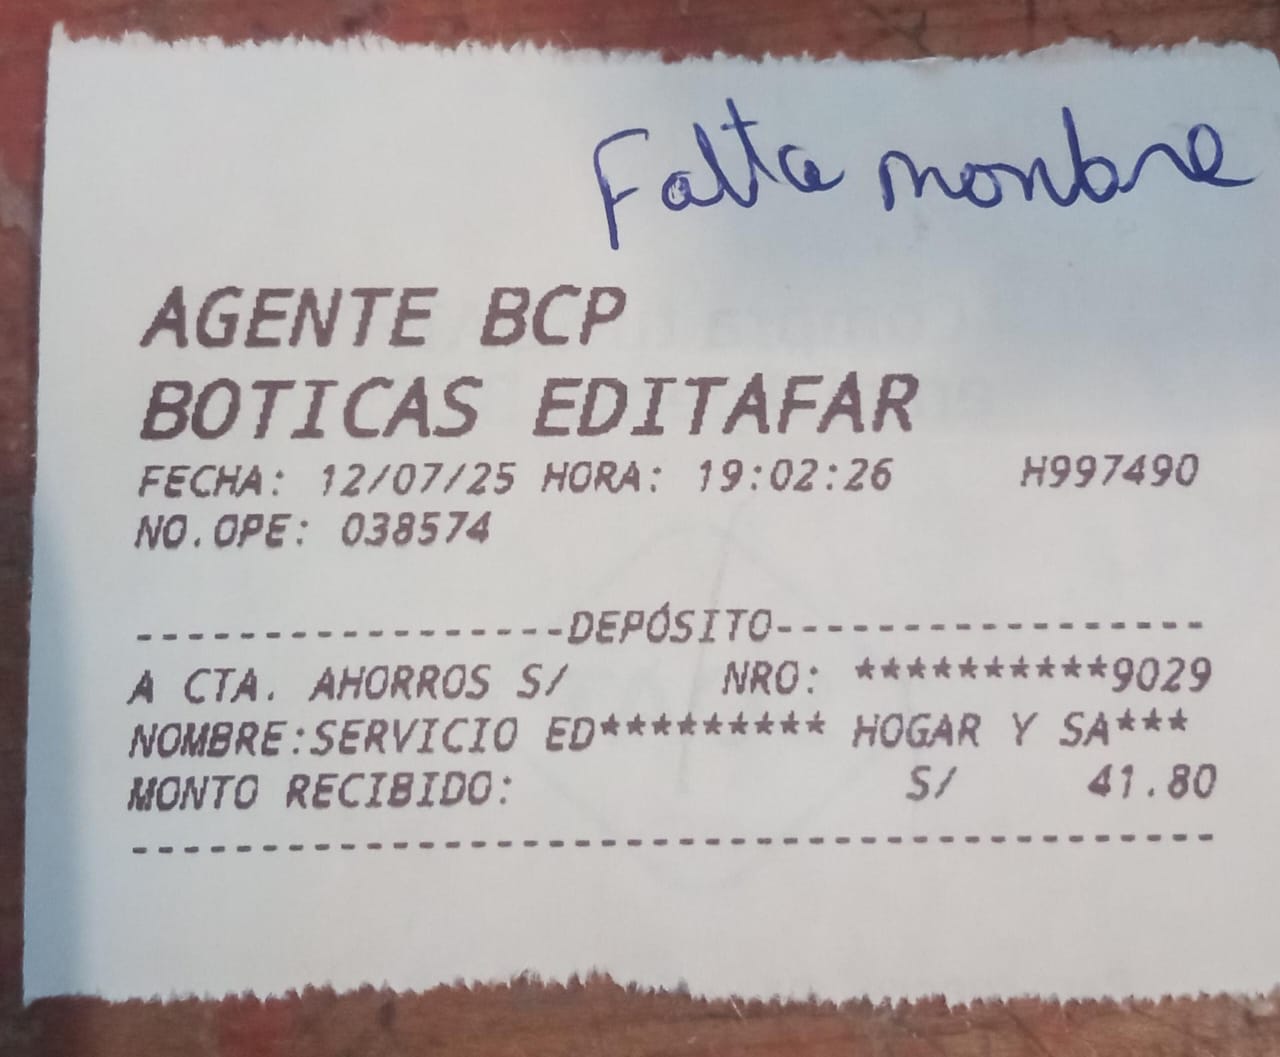 Falta monbre
AGENTE BCP
BOTICAS EDITAFAR
FECHA: 12/07/25 HORA: 19:02:26 H997490
NO.OPE: 038574
------------------DEPÓSITO------------------
A CTA. AHORROS S/ NRO: **********9029
NOMBRE:SERVICIO ED********* HOGAR Y SA***
MONTO RECIBIDO: S/ 41.80